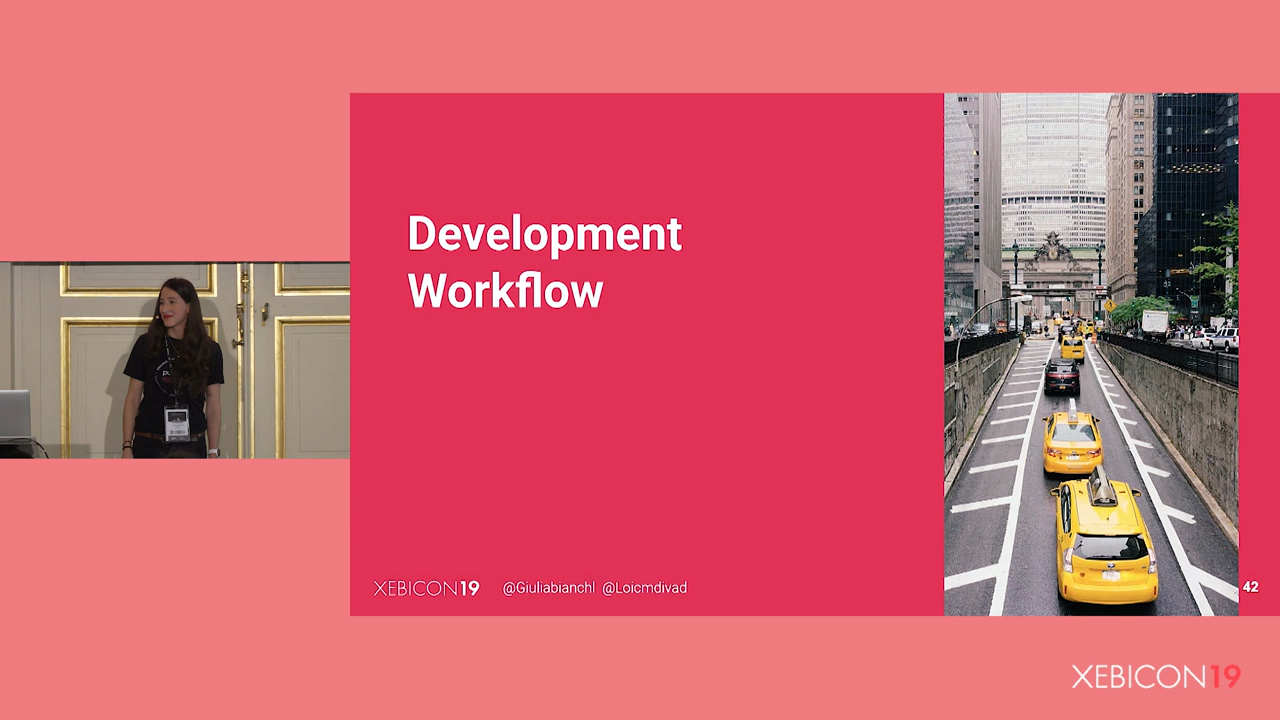 Development
Workflow
XEBICON19 @Giuliabianchl @Loicmdivad
42
XEBICON19